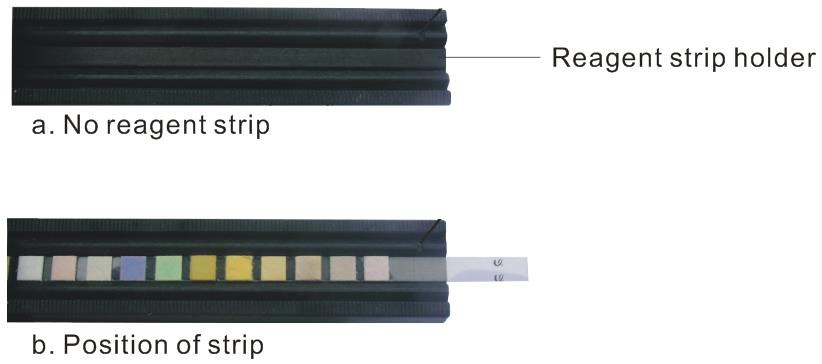 Reagent strip holder
a. No reagent strip
b. Position of strip